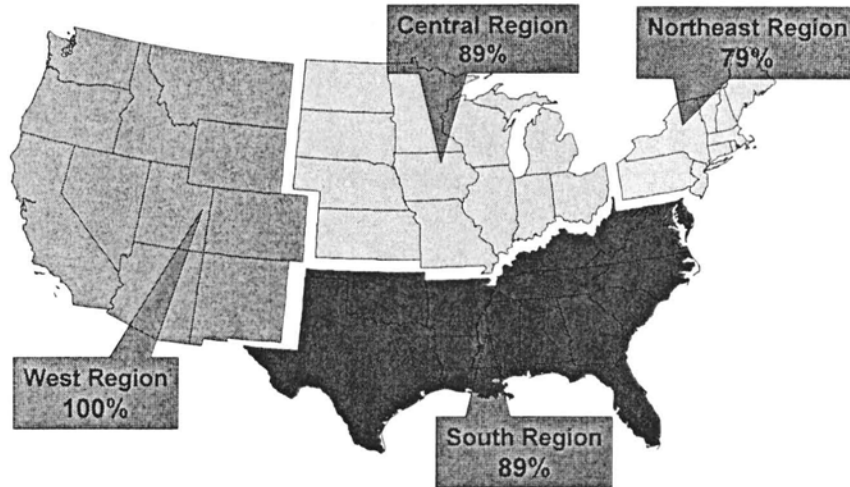 Central Region
89%
Northeast Region
79%
West Region
100%
South Region
89%